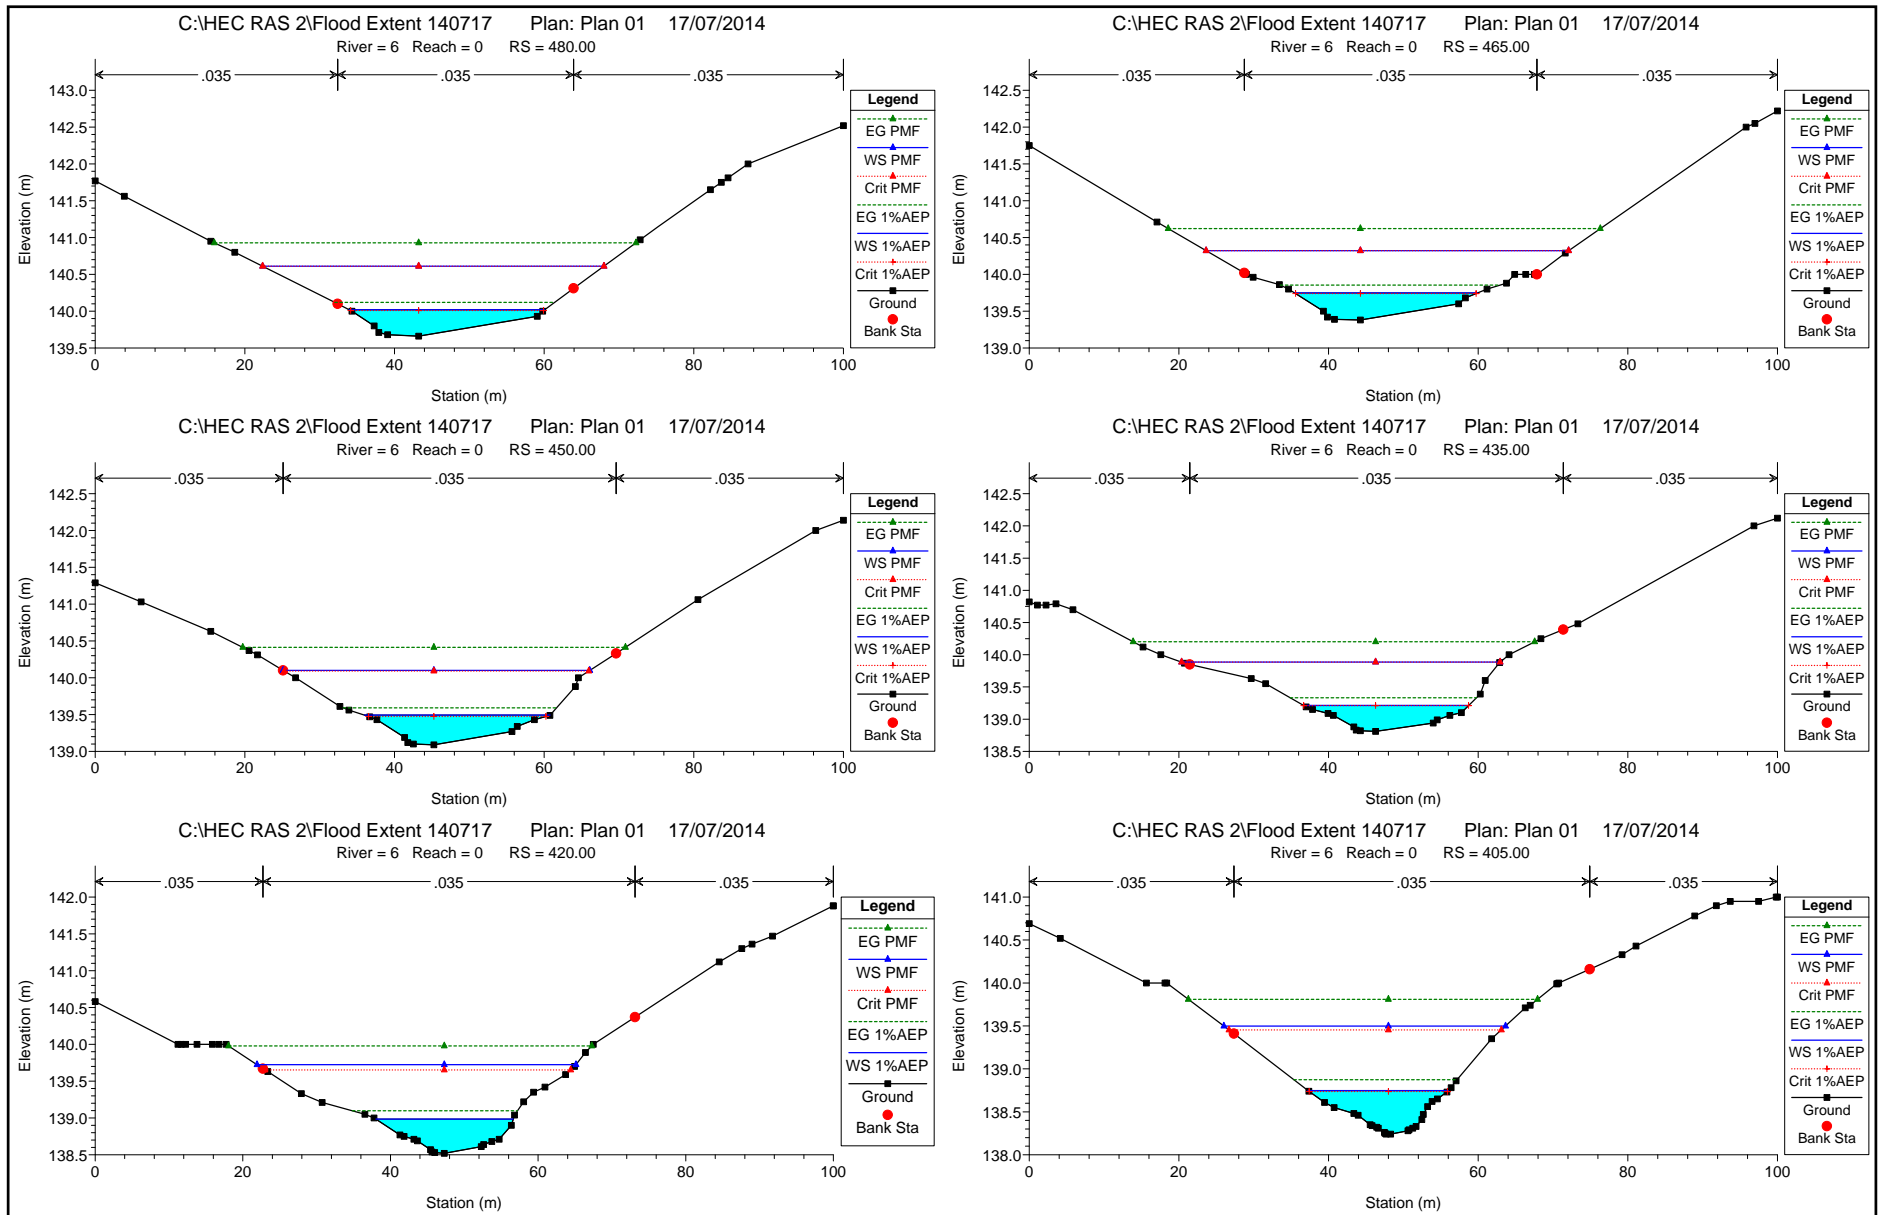 C:\HEC RAS 2\Flood Extent 140717 Plan: Plan 01 17/07/2014
River = 6 Reach = 0 RS = 480.00
.035 .035 .035
143.0
142.5
142.0
141.5
141.0
140.5
140.0
139.5
Elevation (m)
0 20 40 60 80 100
Station (m)
Legend
EG PMF
WS PMF
Crit PMF
EG 1%AEP
WS 1%AEP
Crit 1%AEP
Ground
Bank Sta
C:\HEC RAS 2\Flood Extent 140717 Plan: Plan 01 17/07/2014
River = 6 Reach = 0 RS = 465.00
.035 .035 .035
142.5
142.0
141.5
141.0
140.5
140.0
139.5
139.0
Elevation (m)
0 20 40 60 80 100
Station (m)
Legend
EG PMF
WS PMF
Crit PMF
EG 1%AEP
WS 1%AEP
Crit 1%AEP
Ground
Bank Sta
C:\HEC RAS 2\Flood Extent 140717 Plan: Plan 01 17/07/2014
River = 6 Reach = 0 RS = 450.00
.035 .035 .035
142.5
142.0
141.5
141.0
140.5
140.0
139.5
139.0
Elevation (m)
0 20 40 60 80 100
Station (m)
Legend
EG PMF
WS PMF
Crit PMF
EG 1%AEP
WS 1%AEP
Crit 1%AEP
Ground
Bank Sta
C:\HEC RAS 2\Flood Extent 140717 Plan: Plan 01 17/07/2014
River = 6 Reach = 0 RS = 435.00
.035 .035 .035
142.5
142.0
141.5
141.0
140.5
140.0
139.5
139.0
138.5
Elevation (m)
0 20 40 60 80 100
Station (m)
Legend
EG PMF
WS PMF
Crit PMF
EG 1%AEP
WS 1%AEP
Crit 1%AEP
Ground
Bank Sta
C:\HEC RAS 2\Flood Extent 140717 Plan: Plan 01 17/07/2014
River = 6 Reach = 0 RS = 420.00
.035 .035 .035
142.0
141.5
141.0
140.5
140.0
139.5
139.0
138.5
Elevation (m)
0 20 40 60 80 100
Station (m)
Legend
EG PMF
WS PMF
Crit PMF
EG 1%AEP
WS 1%AEP
Ground
Bank Sta
C:\HEC RAS 2\Flood Extent 140717 Plan: Plan 01 17/07/2014
River = 6 Reach = 0 RS = 405.00
.035 .035 .035
141.0
140.5
140.0
139.5
139.0
138.5
138.0
Elevation (m)
0 20 40 60 80 100
Station (m)
Legend
EG PMF
WS PMF
Crit PMF
EG 1%AEP
WS 1%AEP
Crit 1%AEP
Ground
Bank Sta